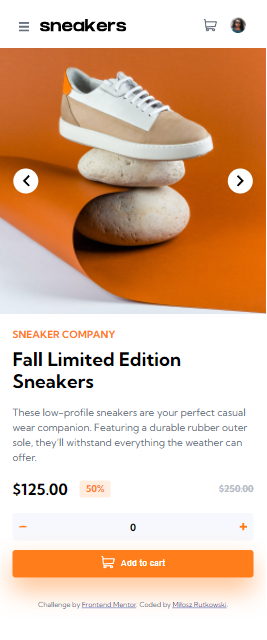 sneakers
SNEAKER COMPANY
Fall Limited Edition
Sneakers
These low-profile sneakers are your perfect casual
wear companion. Featuring a durable rubber outer
sole, they'll withstand everything the weather can
offer.
$125.00 50% $250.00
− 0 +
Add to cart
Challenge by Frontend Mentor. Coded by Miłosz Rutkowski.